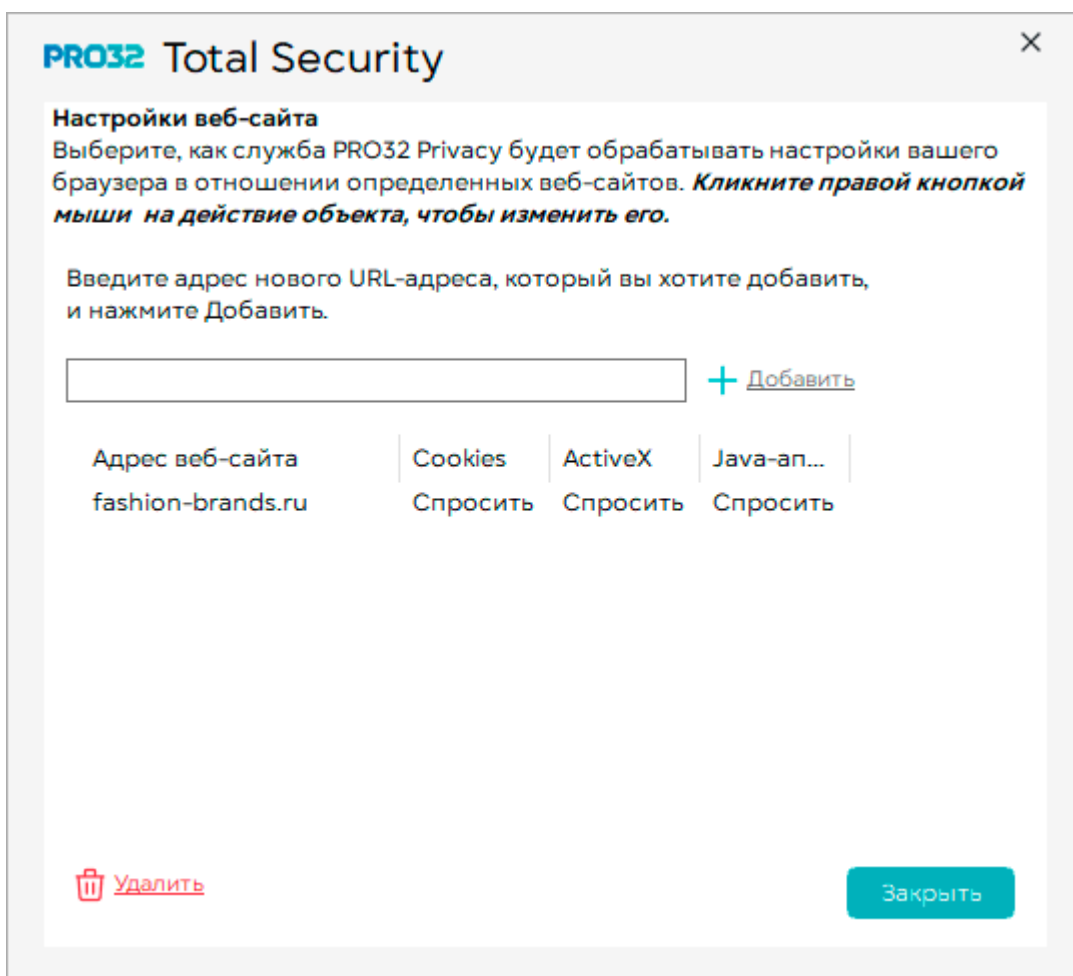 PRO32 Total Security
Настройки веб-сайта
Выберите, как служба PRO32 Privacy будет обрабатывать настройки вашего
браузера в отношении определенных веб-сайтов. Кликните правой кнопкой
мыши на действие объекта, чтобы изменить его.
Введите адрес нового URL-адреса, который вы хотите добавить,
и нажмите Добавить.
Добавить
Адрес веб-сайта Cookies ActiveX Java-ап...
fashion-brands.ru Спросить Спросить Спросить
Удалить
Закрыть